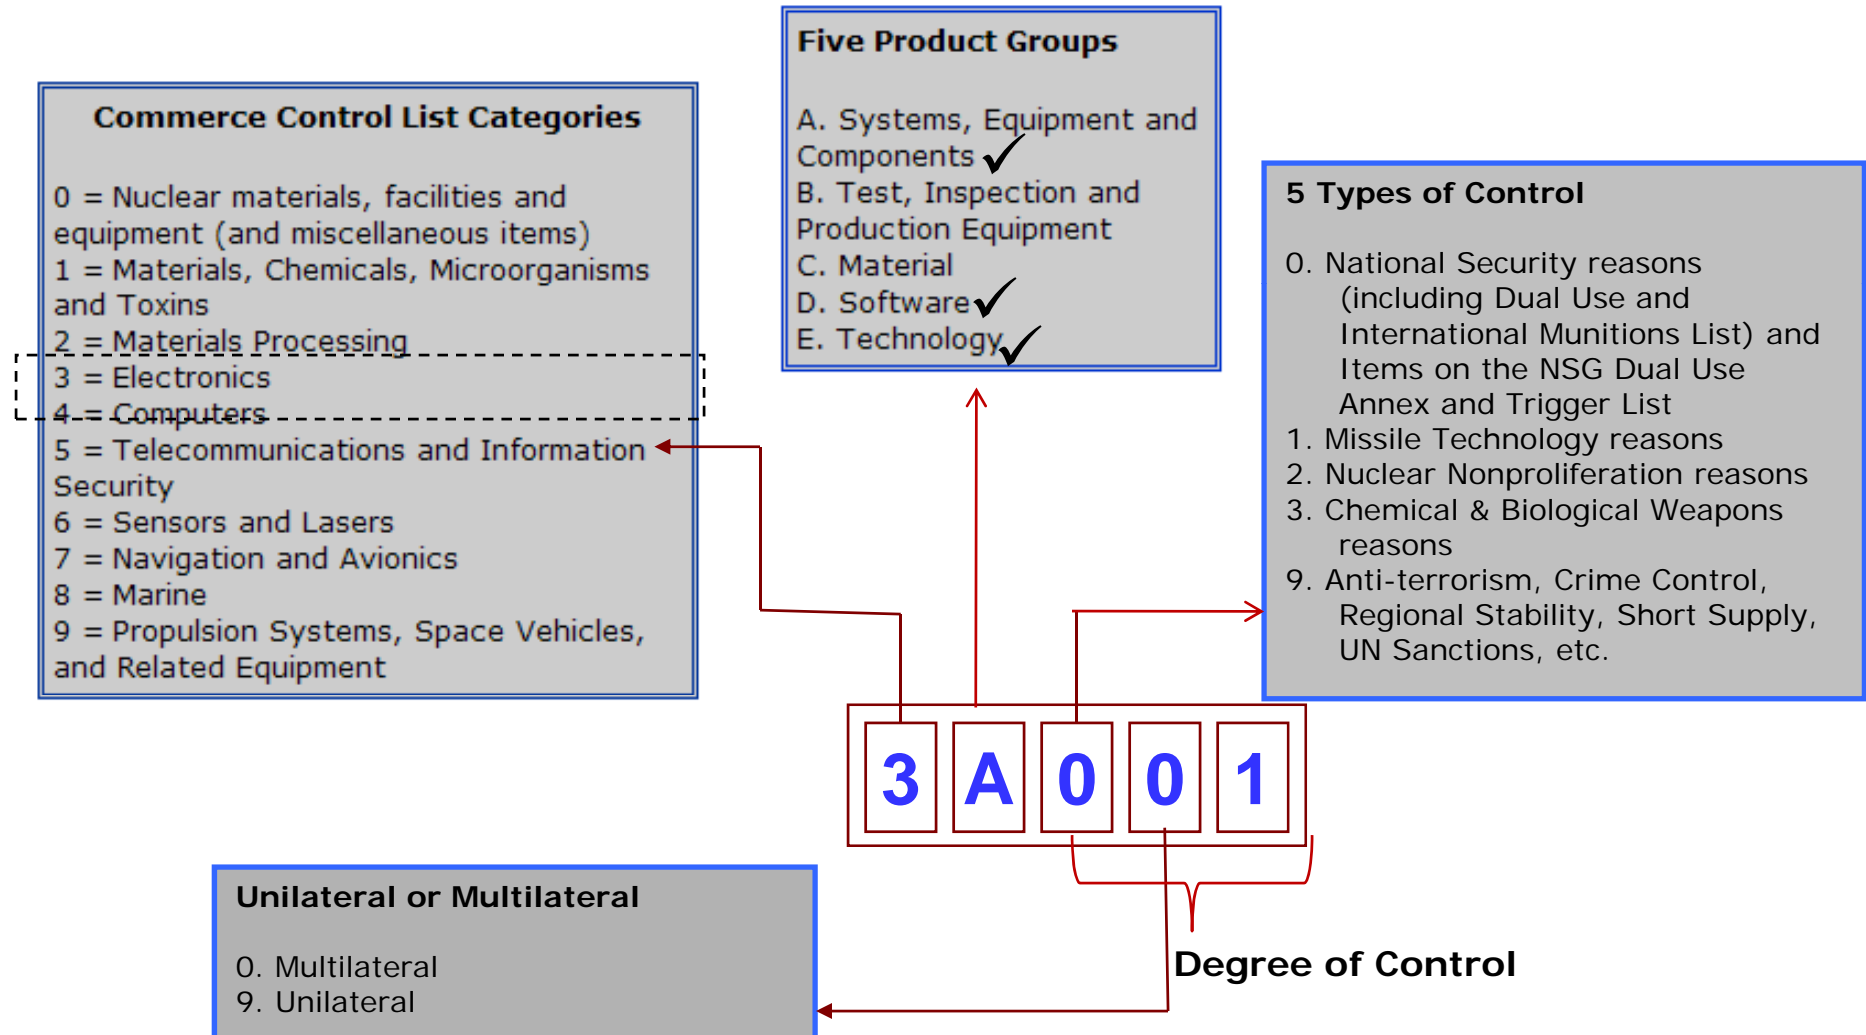 Commerce Control List Categories
0 = Nuclear materials, facilities and
equipment (and miscellaneous items)
1 = Materials, Chemicals, Microorganisms
and Toxins
2 = Materials Processing
3 = Electronics
4 = Computers
5 = Telecommunications and Information
Security
6 = Sensors and Lasers
7 = Navigation and Avionics
8 = Marine
9 = Propulsion Systems, Space Vehicles,
and Related Equipment
Five Product Groups
A. Systems, Equipment and
Components ✓
B. Test, Inspection and
Production Equipment
C. Material
D. Software ✓
E. Technology ✓
5 Types of Control
0. National Security reasons
(including Dual Use and
International Munitions List) and
Items on the NSG Dual Use
Annex and Trigger List
1. Missile Technology reasons
2. Nuclear Nonproliferation reasons
3. Chemical & Biological Weapons
reasons
9. Anti-terrorism, Crime Control,
Regional Stability, Short Supply,
UN Sanctions, etc.
3 A 0 0 1
Degree of Control
Unilateral or Multilateral
0. Multilateral
9. Unilateral